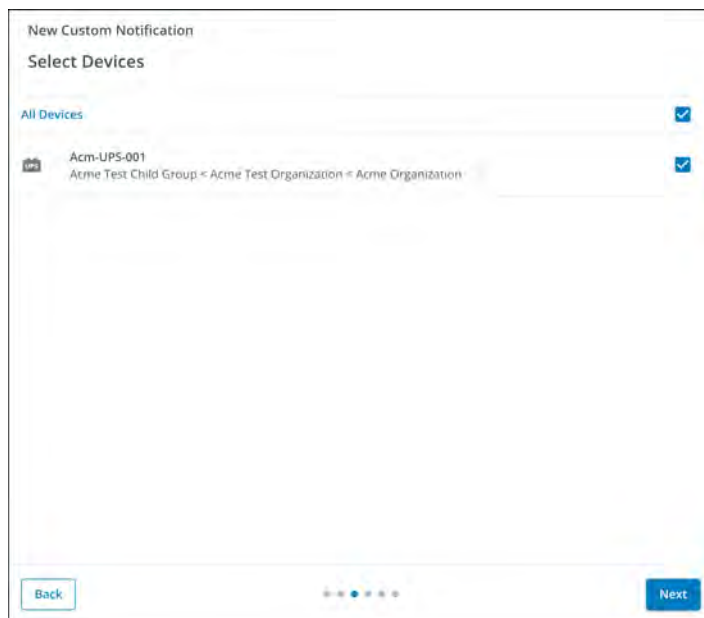 New Custom Notification
Select Devices
All Devices
UPS
Acm-UPS-001
Acme Test Child Group < Acme Test Organization < Acme Organization
Back
Next